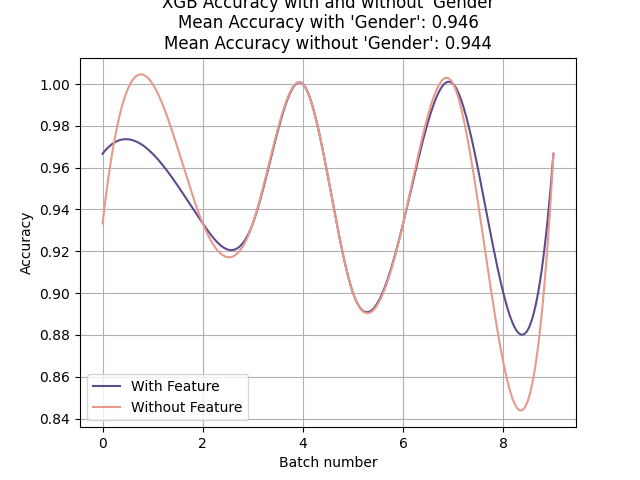 XGB Accuracy with and without 'Gender'
Mean Accuracy with 'Gender': 0.946
Mean Accuracy without 'Gender': 0.944
1.00
0.98
0.96
0.94
0.92
0.90
0.88
0.86
0.84
Accuracy
With Feature
Without Feature
0 2 4 6 8
Batch number